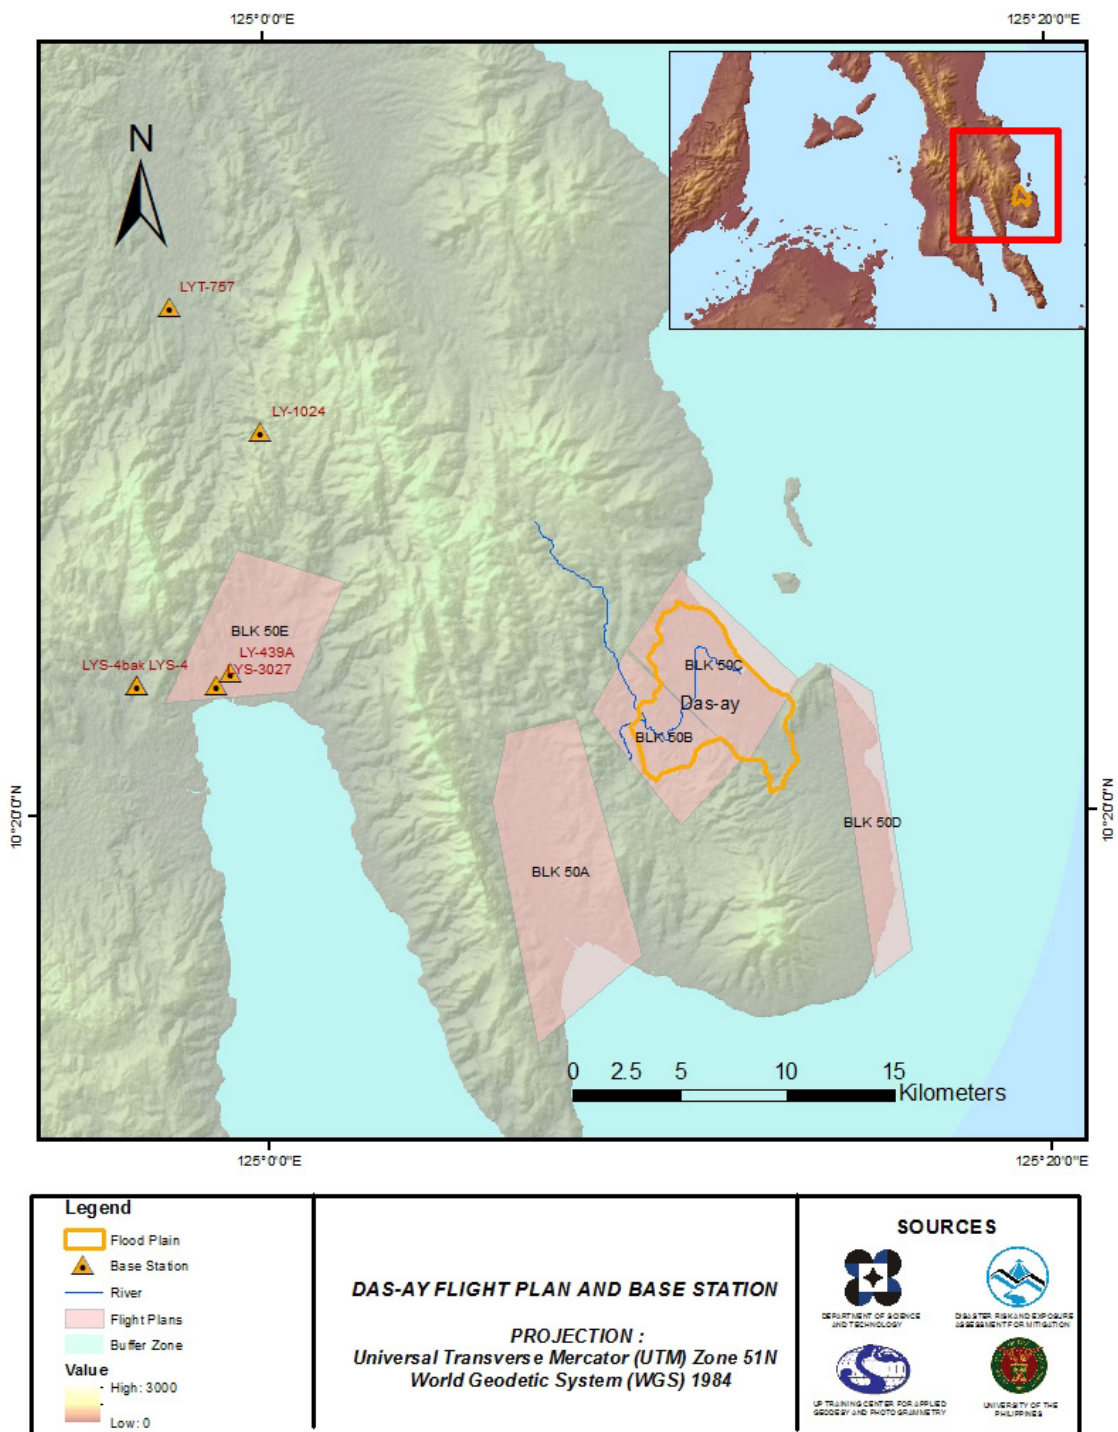 125°0'0"E
125°20'0"E
N
LYT-757
LY-1024
BLK 50E
LY-439A
LYS-4bak LYS-4
LYS-3027
BLK 50C
Das-ay
BLK 50B
10°20'0"N
10°20'0"N
BLK 50D
BLK 50A
0 2.5 5 10 15
Kilometers
125°0'0"E
125°20'0"E
Legend
Flood Plain
Base Station
River
Flight Plans
Buffer Zone
Value
High: 3000
Low: 0
DAS-AY FLIGHT PLAN AND BASE STATION
PROJECTION :
Universal Transverse Mercator (UTM) Zone 51N
World Geodetic System (WGS) 1984
SOURCES
DEPARTMENT OF SCIENCE
AND TECHNOLOGY
DISASTER RISK AND EXPOSURE
ASSESSMENT FOR MITIGATION
UP TRAINING CENTER FOR APPLIED
GEODESY AND PHOTOGRAMMETRY
UNIVERSITY OF THE
PHILIPPINES